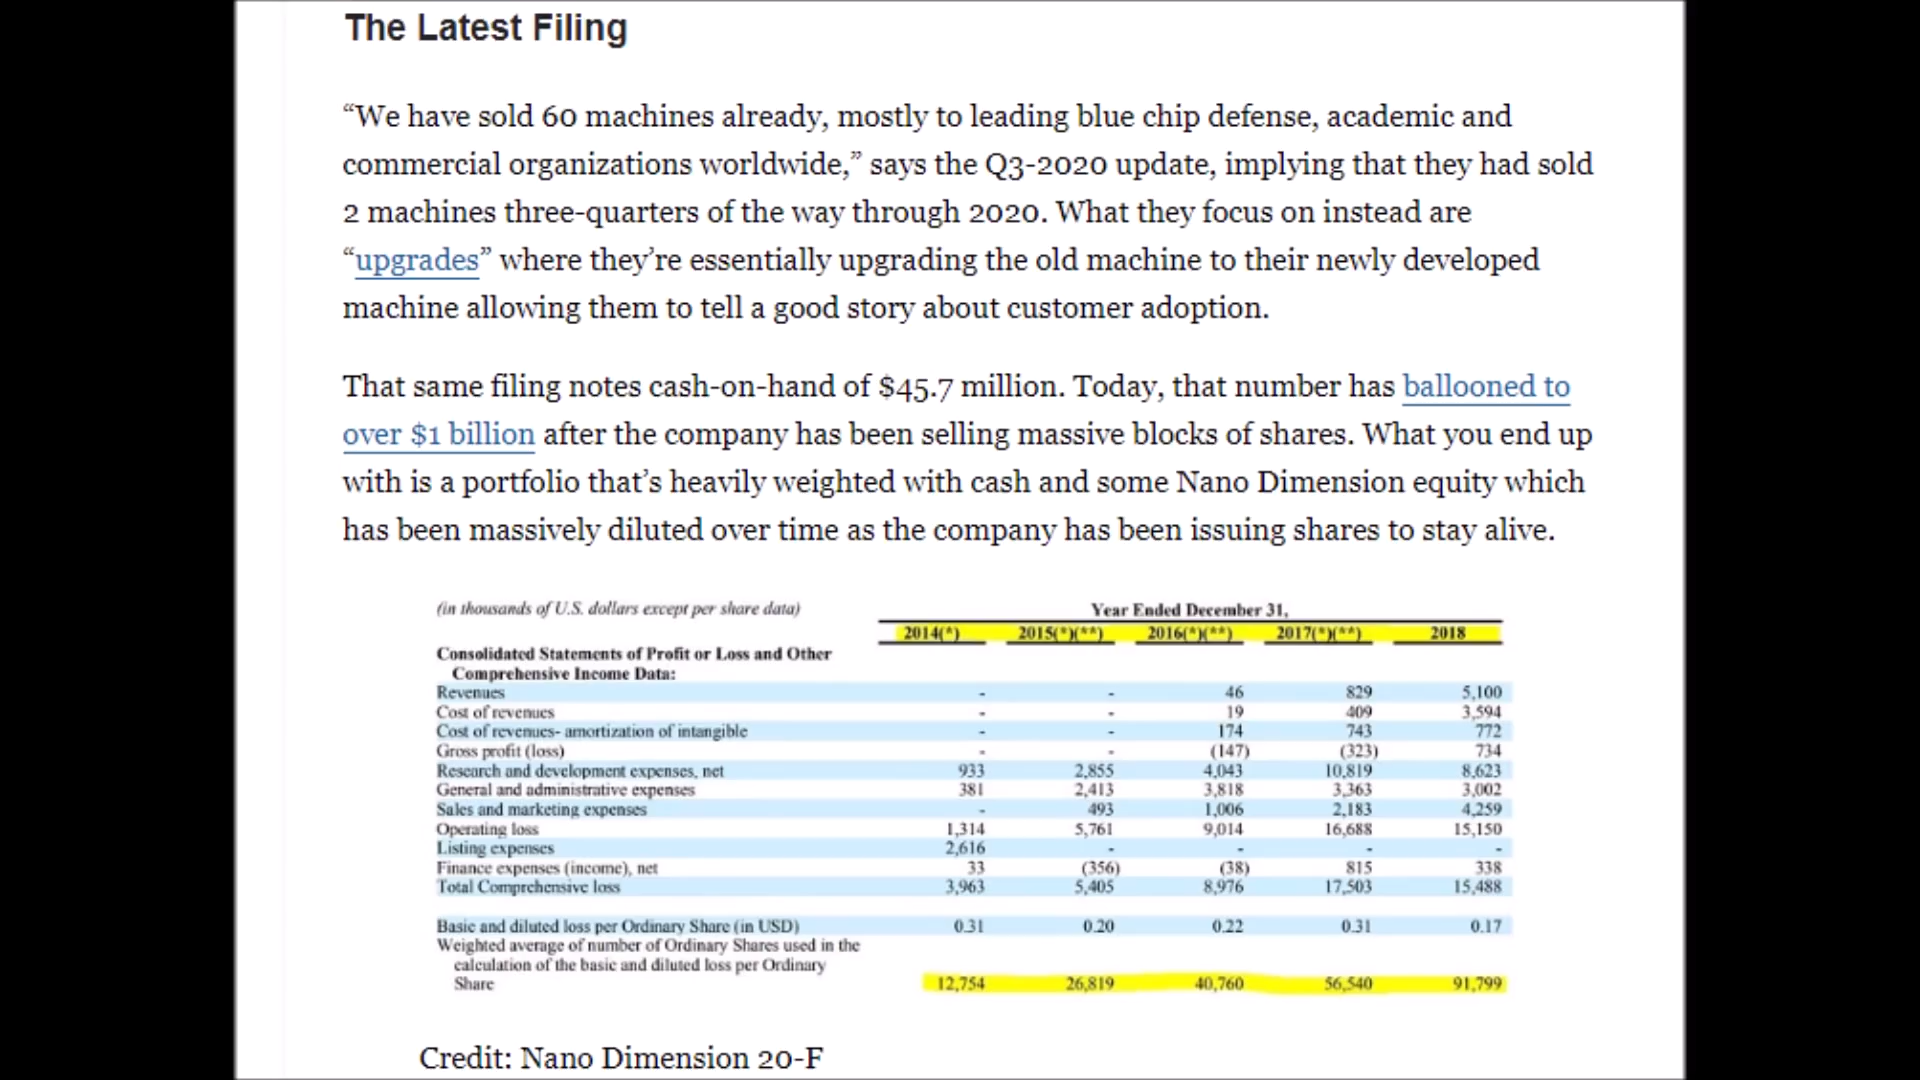 The Latest Filing
“We have sold 60 machines already, mostly to leading blue chip defense, academic and
commercial organizations worldwide,” says the Q3-2020 update, implying that they had sold
2 machines three-quarters of the way through 2020. What they focus on instead are
“upgrades” where they’re essentially upgrading the old machine to their newly developed
machine allowing them to tell a good story about customer adoption.
That same filing notes cash-on-hand of $45.7 million. Today, that number has ballooned to
over $1 billion after the company has been selling massive blocks of shares. What you end up
with is a portfolio that’s heavily weighted with cash and some Nano Dimension equity which
has been massively diluted over time as the company has been issuing shares to stay alive.
(in thousands of U.S. dollars except per share data) Year Ended December 31,
2014(*) 2015(*)(**) 2016(*)(**) 2017(*)(**) 2018
Consolidated Statements of Profit or Loss and Other
Comprehensive Income Data:
Revenues - - 46 829 5,100
Cost of revenues - - 19 409 3,594
Cost of revenues- amortization of intangible - - 174 743 772
Gross profit (loss) - - (147) (323) 734
Research and development expenses, net 933 2,855 4,043 10,819 8,623
General and administrative expenses 381 2,413 3,818 3,363 3,002
Sales and marketing expenses - 493 1,006 2,183 4,259
Operating loss 1,314 5,761 9,014 16,688 15,150
Listing expenses 2,616 - - - -
Finance expenses (income), net 33 (356) (38) 815 338
Total Comprehensive loss 3,963 5,405 8,976 17,503 15,488
Basic and diluted loss per Ordinary Share (in USD) 0.31 0.20 0.22 0.31 0.17
Weighted average of number of Ordinary Shares used in the
calculation of the basic and diluted loss per Ordinary
Share 12,754 26,819 40,760 56,540 91,799
Credit: Nano Dimension 20-F